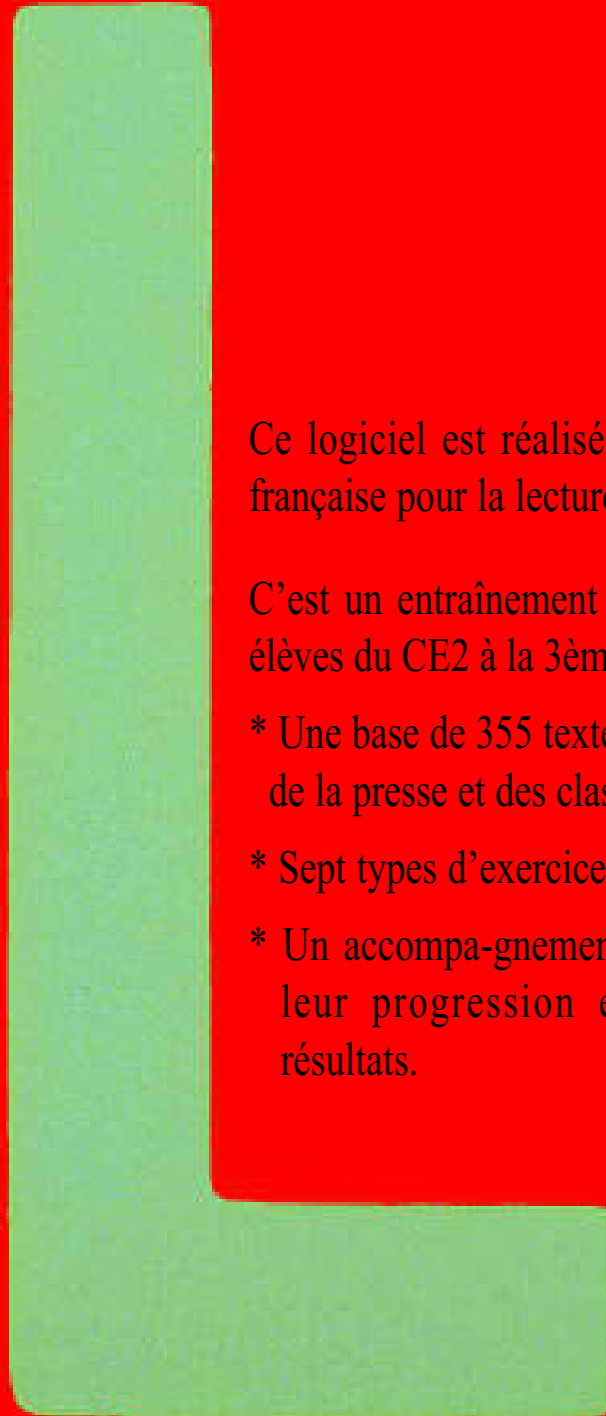 Ce logiciel est réalisé
française pour la lecture
C’est un entraînement
élèves du CE2 à la 3èm
* Une base de 355 texte
de la presse et des clas
* Sept types d’exercice
* Un accompa-gnemen
leur progression e
résultats.